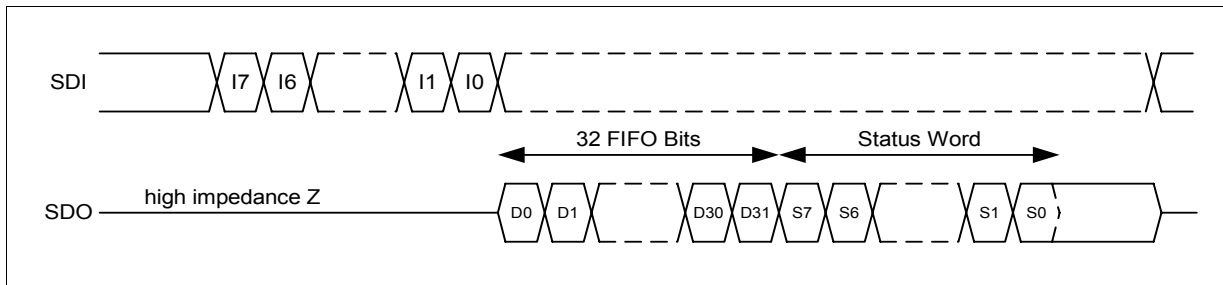 SDI I7 I6 I1 I0
32 FIFO Bits Status Word
high impedance Z
SDO D0 D1 D30 D31 S7 S6 S1 S0